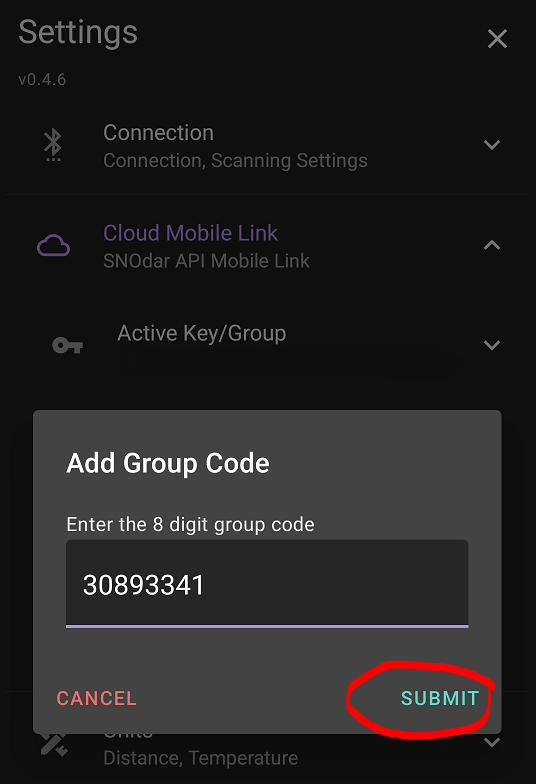 Settings
v0.4.6
Connection
Connection, Scanning Settings
Cloud Mobile Link
SNOdar API Mobile Link
Active Key/Group
Add Group Code
Enter the 8 digit group code
30893341
CANCEL
SUBMIT
Units
Distance, Temperature